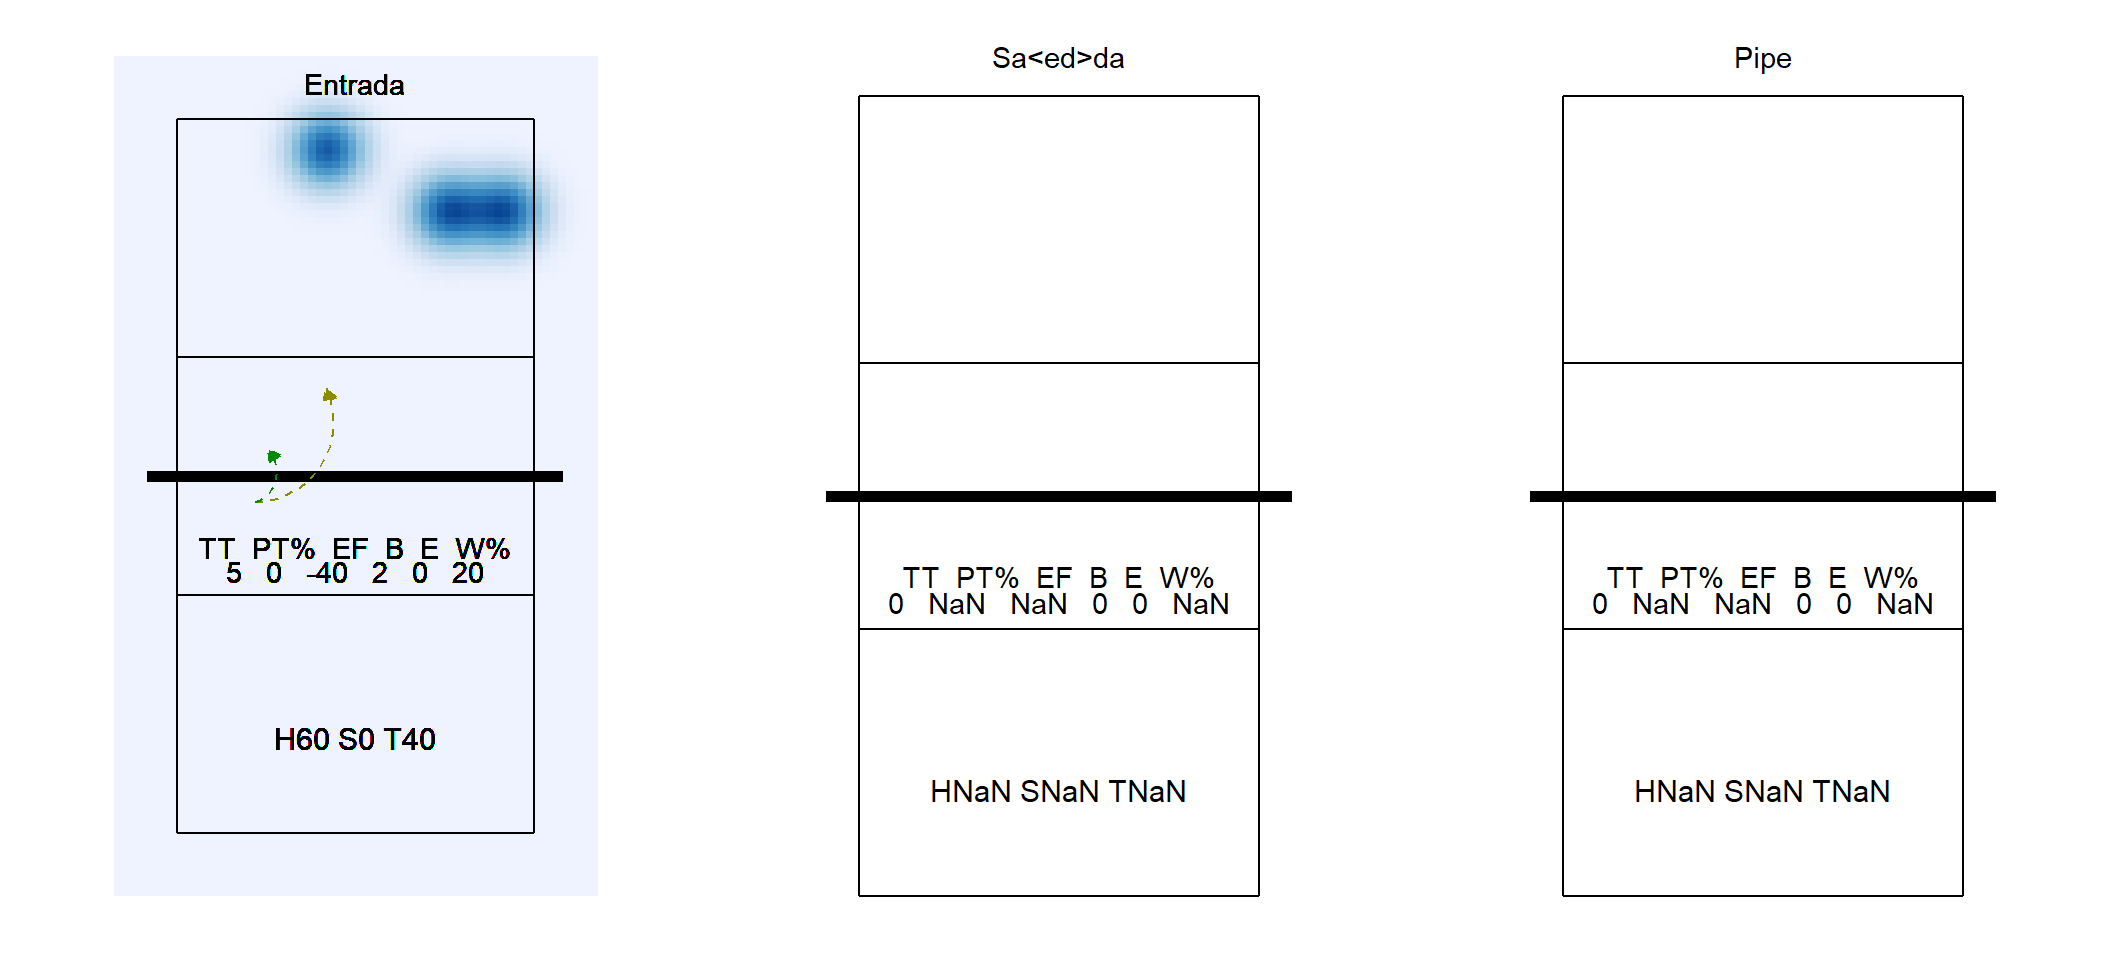 Entrada
TT PT% EF B E W%
5 0 -40 2 0 20
H60 S0 T40
Sa<ed>da
TT PT% EF B E W%
0 NaN NaN 0 0 NaN
HNaN SNaN TNaN
Pipe
TT PT% EF B E W%
0 NaN NaN 0 0 NaN
HNaN SNaN TNaN